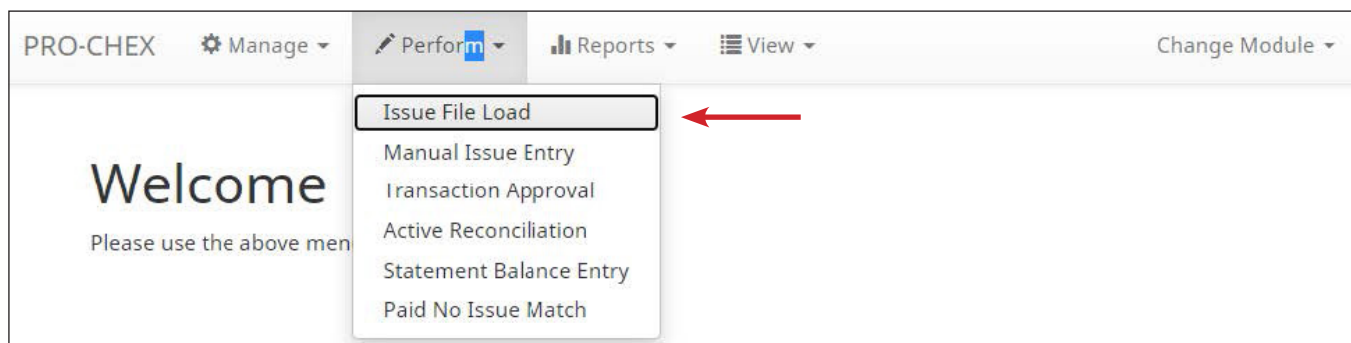 PRO-CHEX Manage Perform Reports View Change Module
Issue File Load
Manual Issue Entry
Welcome
Transaction Approval
Please use the above men
Active Reconciliation
Statement Balance Entry
Paid No Issue Match